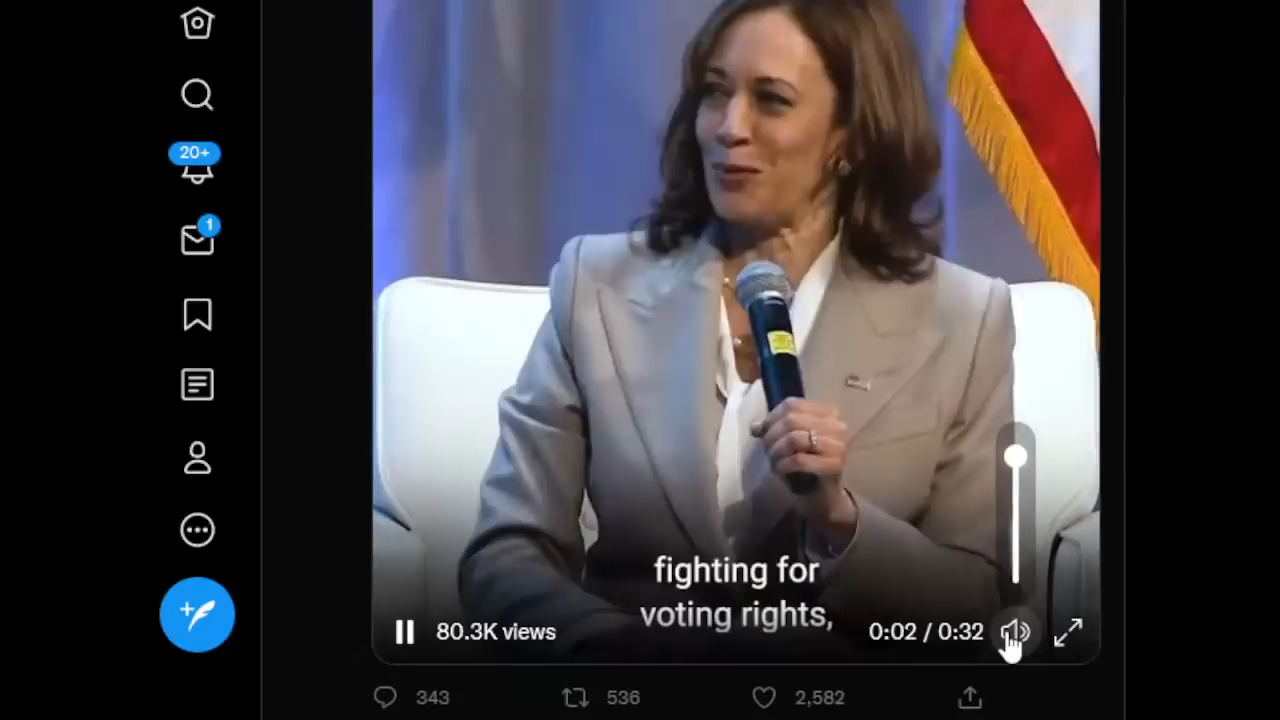 20+
1
fighting for
voting rights,
80.3K views
0:02 / 0:32
343
536
2,582